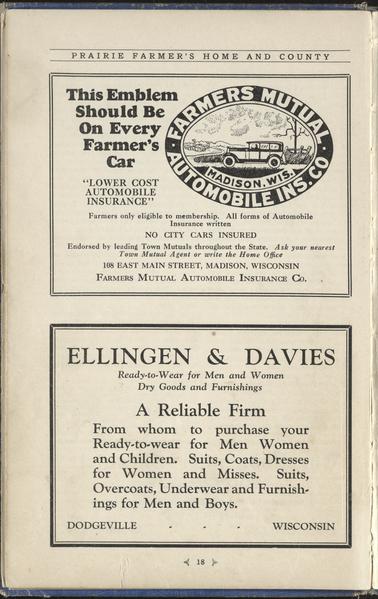 PRAIRIE FARMER'S HOME AND COUNTY
This Emblem
Should Be
On Every
Farmer's
Car
"LOWER COST
AUTOMOBILE
INSURANCE"
FARMERS MUTUAL
MADISON, WIS.
AUTOMOBILE INS. CO.
Farmers only eligible to membership. All forms of Automobile
Insurance written
NO CITY CARS INSURED
Endorsed by leading Town Mutuals throughout the State. Ask your nearest
Town Mutual Agent or write the Home Office
108 EAST MAIN STREET, MADISON, WISCONSIN
FARMERS MUTUAL AUTOMOBILE INSURANCE CO.
ELLINGEN & DAVIES
Ready-to-Wear for Men and Women
Dry Goods and Furnishings
A Reliable Firm
From whom to purchase your
Ready-to-wear for Men Women
and Children. Suits, Coats, Dresses
for Women and Misses. Suits,
Overcoats, Underwear and Furnish-
ings for Men and Boys.
DODGEVILLE - - - WISCONSIN
18